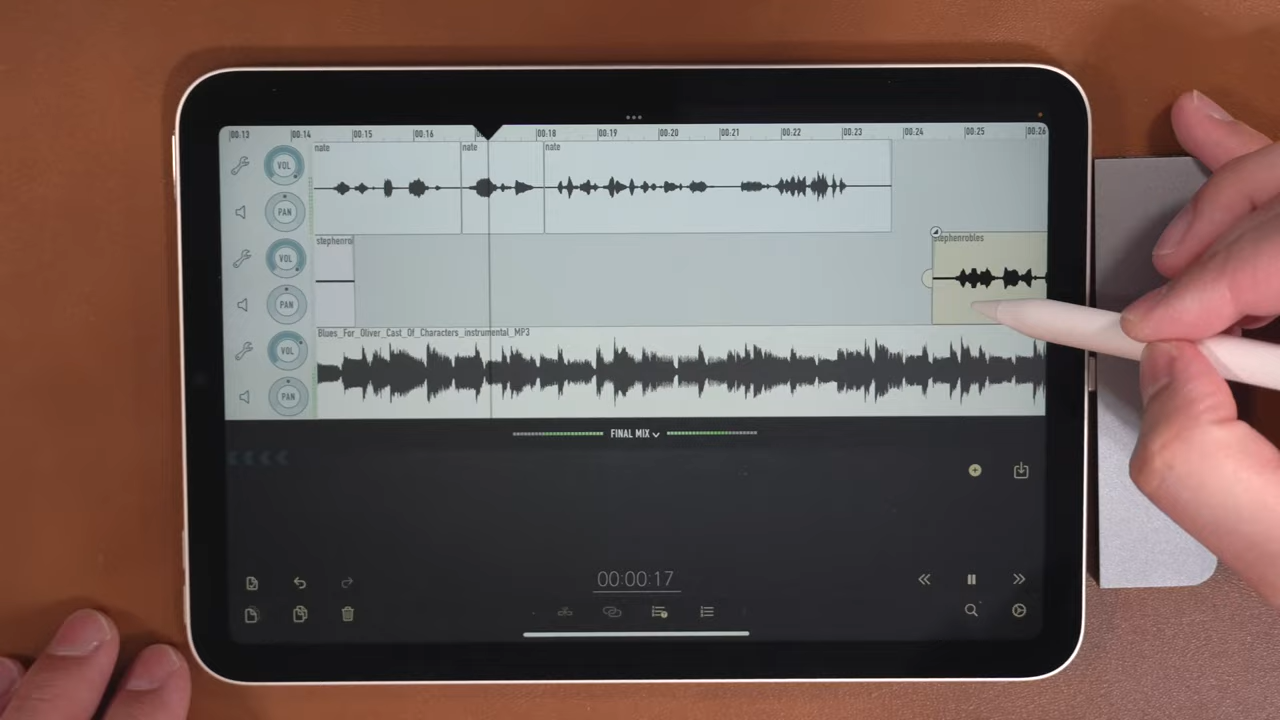 00:13 00:14 00:15 00:16 00:18 00:19 00:20 00:21 00:22 00:23 00:24 00:25 00:26
nate nate nate
VOL
PAN
stephenro stephenrobles
VOL
PAN
Blues_For_Oliver_Cast_Of_Characters_instrumental_MP3
VOL
PAN
FINAL MIX
00:00:17